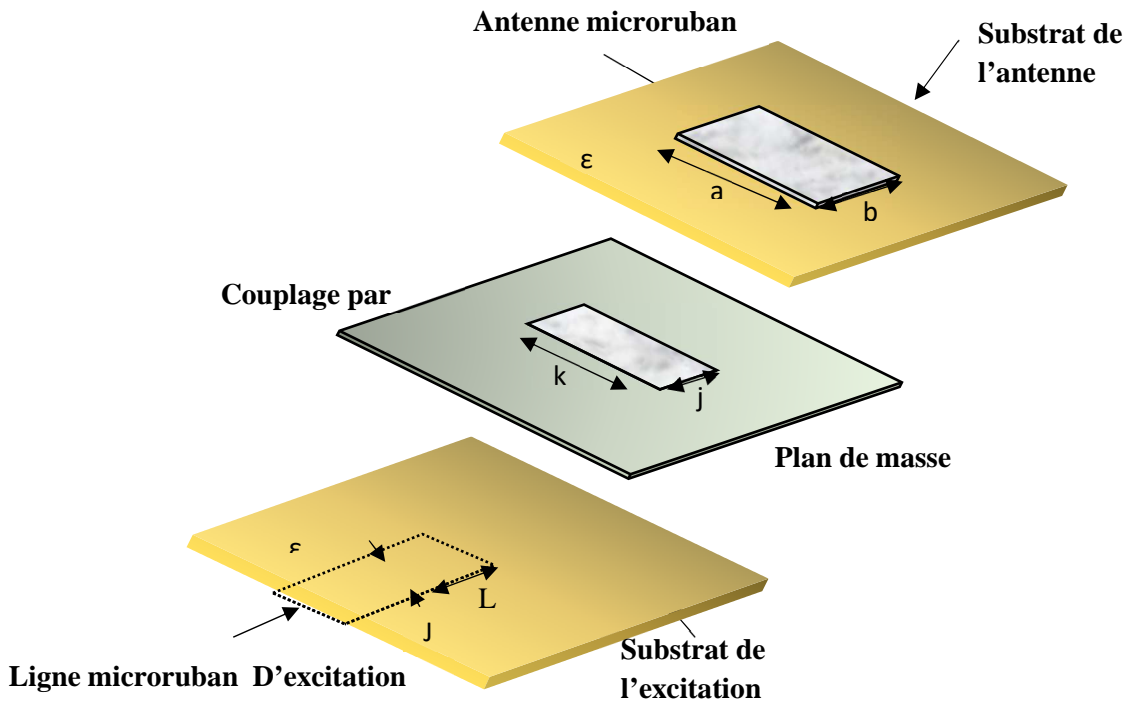 Antenne microruban
Substrat de
l’antenne
ε
a
b
Couplage par
k
j
Plan de masse
ε
L
Ligne microruban D’excitation
Substrat de
l’excitation